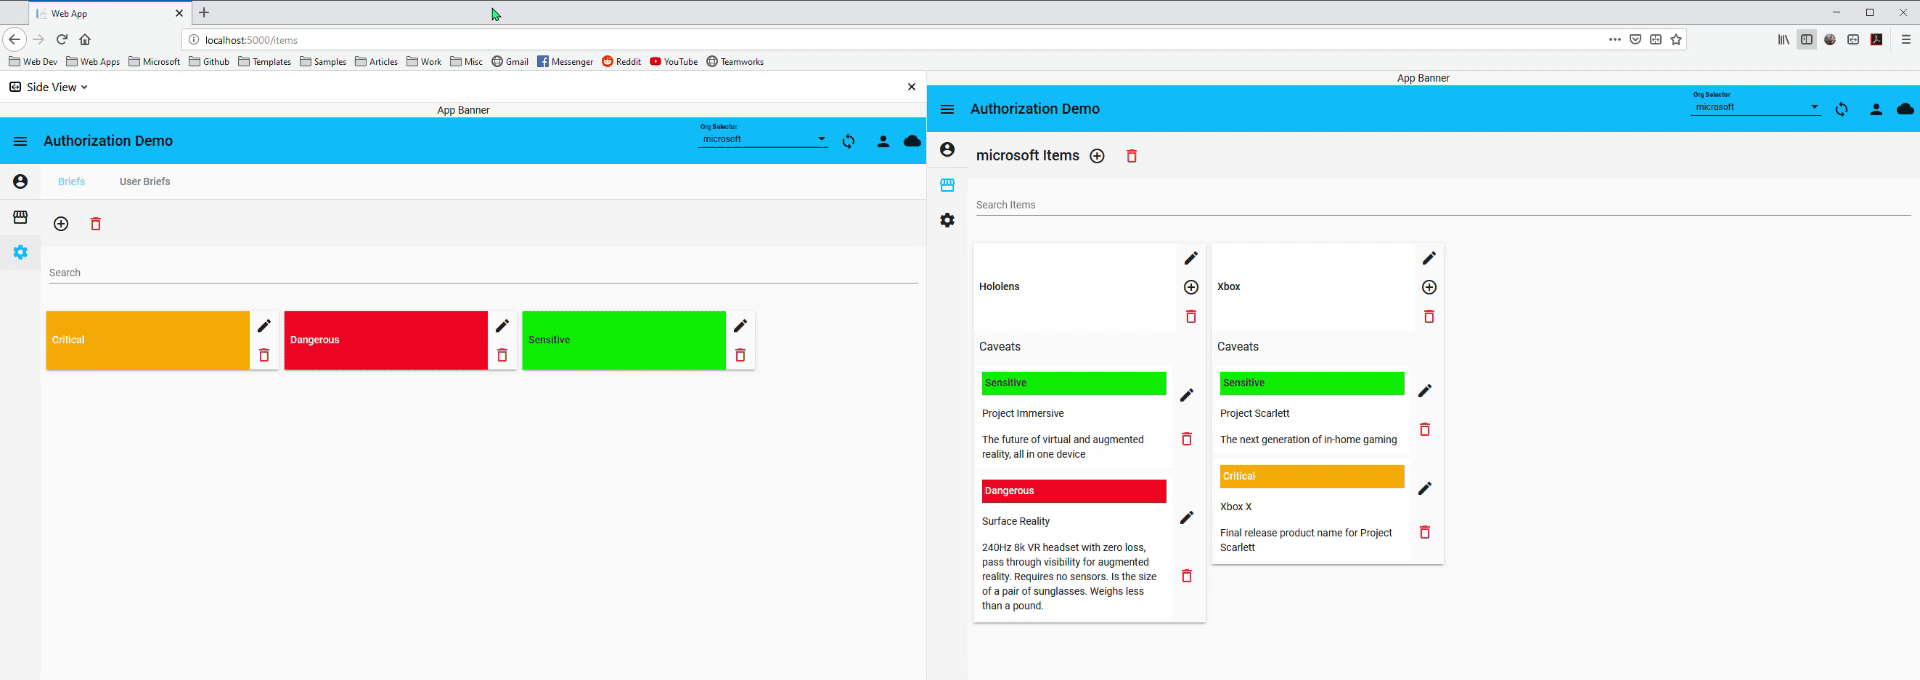 Web App
localhost:5000/items
Web Dev
Web Apps
Microsoft
Github
Templates
Samples
Articles
Work
Misc
Gmail
Messenger
Reddit
YouTube
Teamworks
Side View
App Banner
Authorization Demo
Org Selector
microsoft
Briefs
User Briefs
Search
Critical
Dangerous
Sensitive
App Banner
Authorization Demo
Org Selector
microsoft
microsoft Items
Search Items
Hololens
Caveats
Sensitive
Project Immersive
The future of virtual and augmented
reality, all in one device
Dangerous
Surface Reality
240Hz 8k VR headset with zero loss,
pass through visibility for augmented
reality. Requires no sensors. Is the size
of a pair of sunglasses. Weighs less
than a pound.
Xbox
Caveats
Sensitive
Project Scarlett
The next generation of in-home gaming
Critical
Xbox X
Final release product name for Project
Scarlett